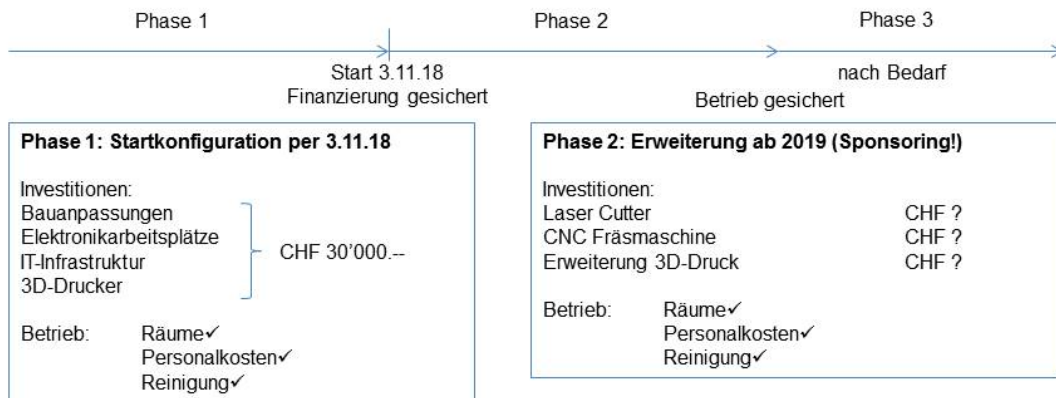 Phase 1
Phase 2
Phase 3
Start 3.11.18
Finanzierung gesichert
Betrieb gesichert
nach Bedarf
Phase 1: Startkonfiguration per 3.11.18
Investitionen:
Bauanpassungen
Elektronikarbeitsplätze
IT-Infrastruktur
3D-Drucker
CHF 30’000.--
Betrieb: Räume✓
Personalkosten✓
Reinigung✓
Phase 2: Erweiterung ab 2019 (Sponsoring!)
Investitionen:
Laser Cutter CHF ?
CNC Fräsmaschine CHF ?
Erweiterung 3D-Druck CHF ?
Betrieb: Räume✓
Personalkosten✓
Reinigung✓